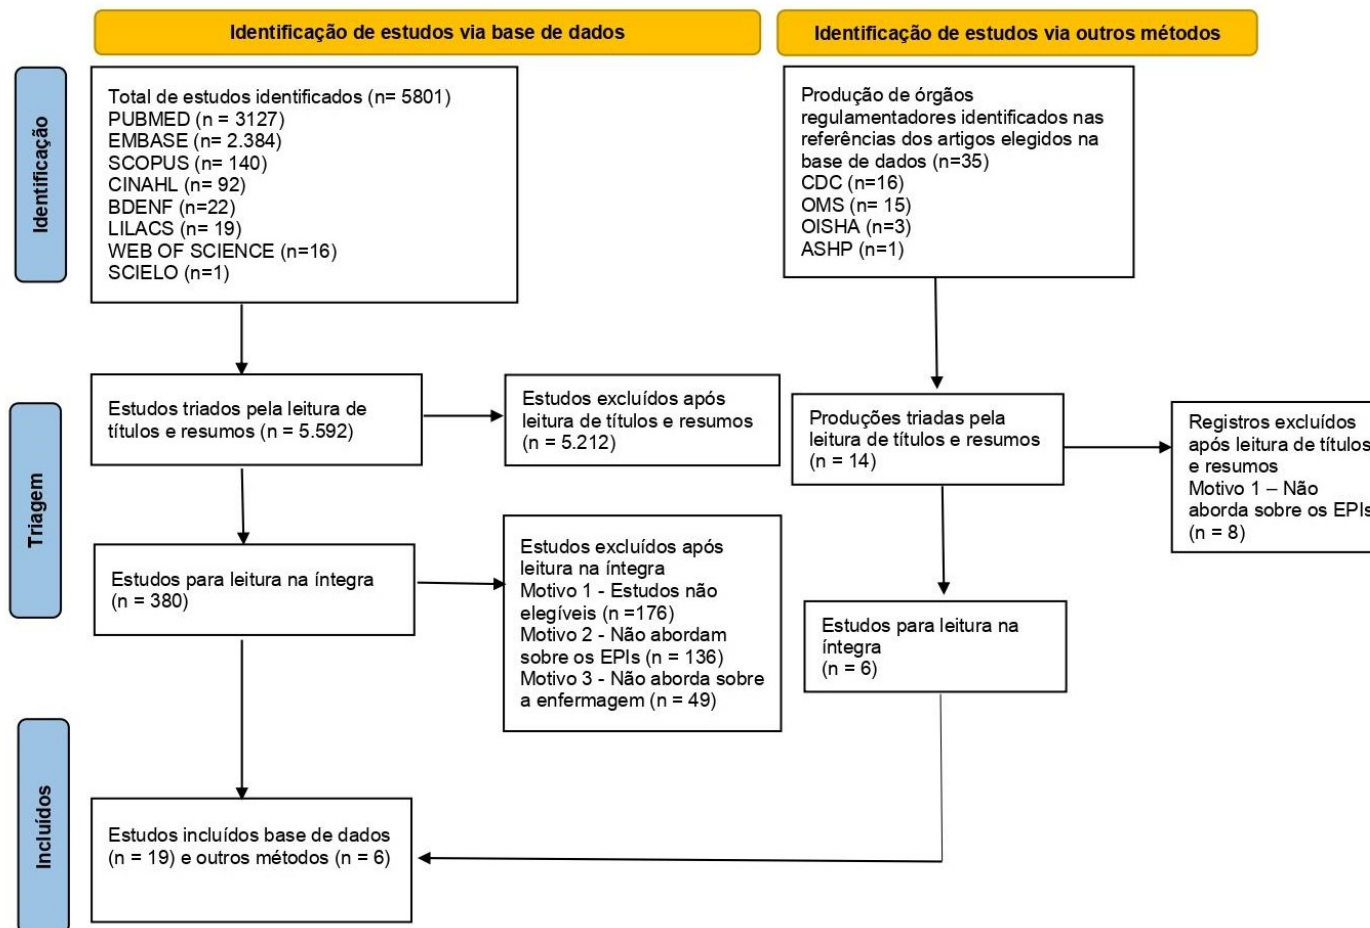 Identificação de estudos via base de dados
Identificação de estudos via outros métodos
Identificação
Total de estudos identificados (n= 5801)
PUBMED (n = 3127)
EMBASE (n= 2.384)
SCOPUS (n= 140)
CINAHL (n= 92)
BDENF (n=22)
LILACS (n= 19)
WEB OF SCIENCE (n=16)
SCIELO (n=1)
Produção de órgãos
regulamentadores identificados nas
referências dos artigos elegidos na
base de dados (n=35)
CDC (n=16)
OMS (n= 15)
OISHA (n=3)
ASHP (n=1)
Triagem
Estudos triados pela leitura de
títulos e resumos (n = 5.592)
Estudos excluídos após
leitura de títulos e resumos
(n = 5.212)
Produções triadas pela
leitura de títulos e resumos
(n = 14)
Registros excluídos
após leitura de títulos
e resumos
Motivo 1 – Não
aborda sobre os EPIs
(n = 8)
Estudos para leitura na íntegra
(n = 380)
Estudos excluídos após
leitura na íntegra
Motivo 1 - Estudos não
elegíveis (n =176)
Motivo 2 - Não abordam
sobre os EPIs (n = 136)
Motivo 3 - Não aborda sobre
a enfermagem (n = 49)
Estudos para leitura na
íntegra
(n = 6)
Incluídos
Estudos incluídos base de dados
(n = 19) e outros métodos (n = 6)